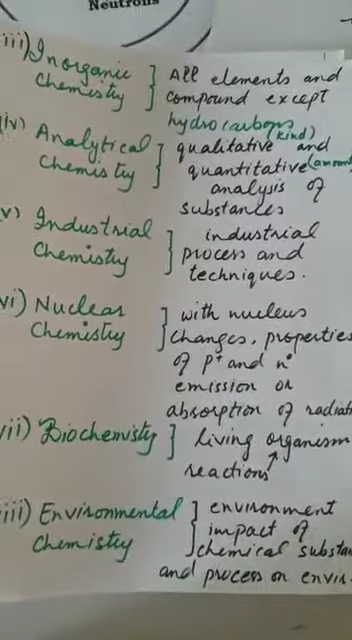 Neutrons
iii) Inorganic Chemistry } All elements and
compound except
hydrocarbons
(iv) Analytical Chemistry } qualitative (kind) and
quantitative (amount
analysis of
substances
v) Industrial Chemistry } industrial
process and
techniques.
vi) Nuclear Chemistry } with nucleus
changes, properties
of p+ and n°
emission or
absorption of radiat
vii) Biochemisty } living organism
reactions
iii) Environmental Chemistry } environment
impact of
chemical substan
and process on envir